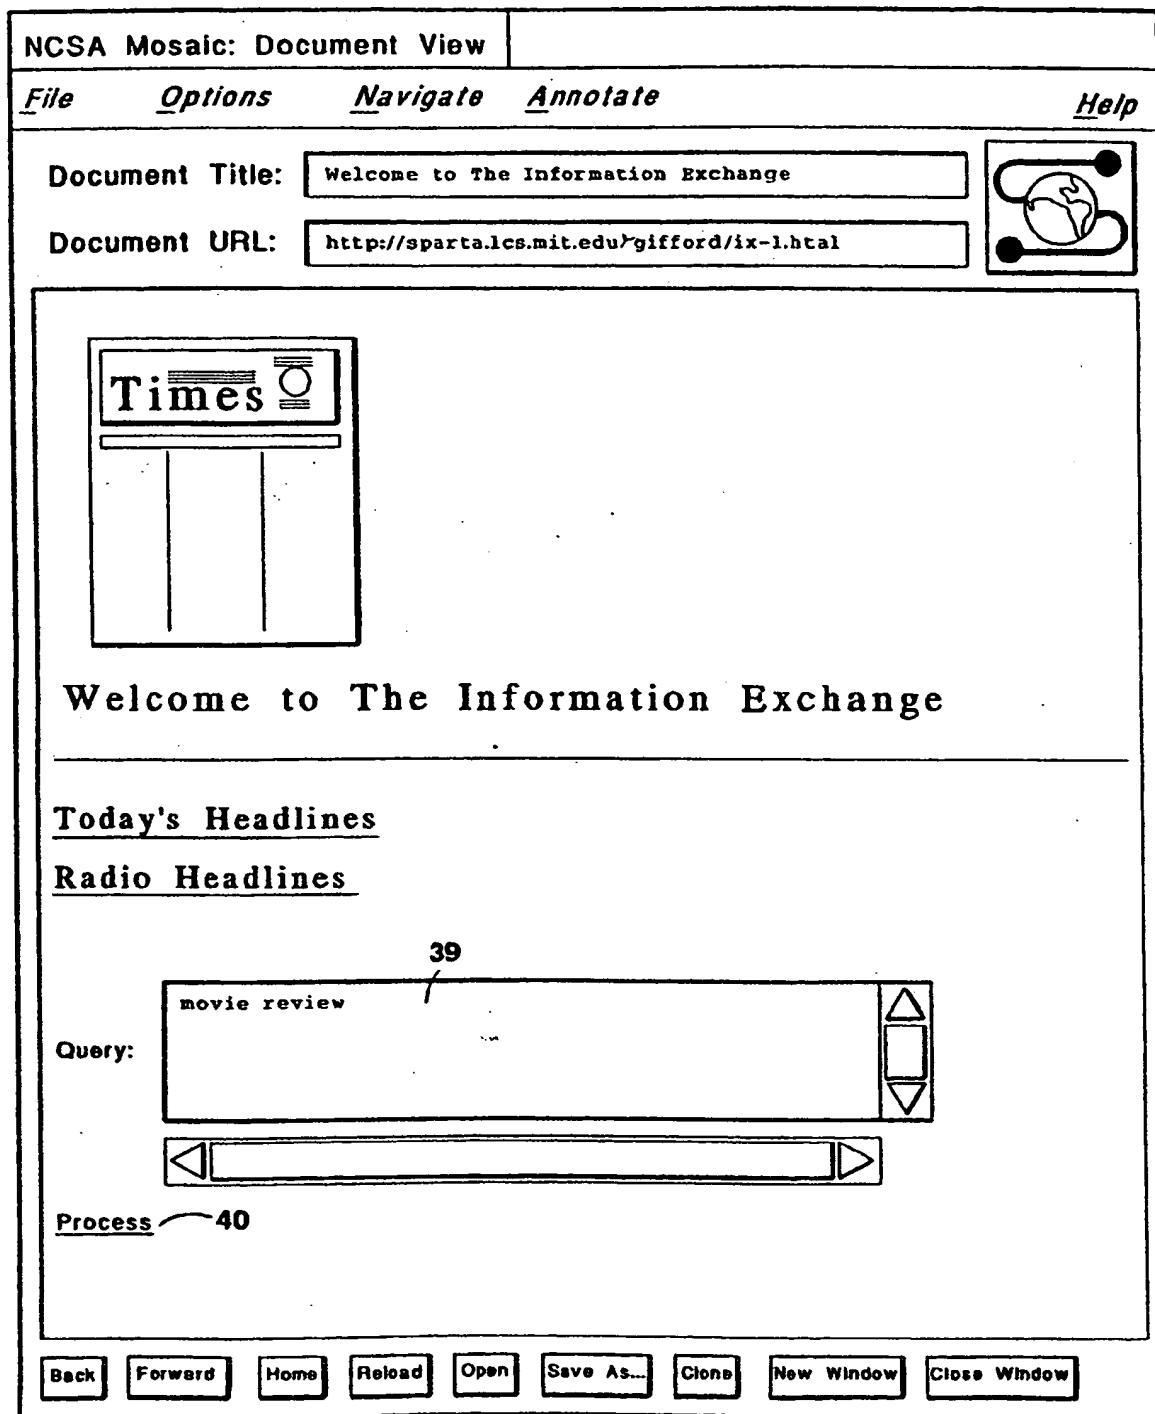 NCSA Mosaic: Document View
File Options Navigate Annotate Help
Document Title: Welcome to The Information Exchange
Document URL: http://sparta.lcs.mit.edu/~gifford/ix-1.htal
Times
Welcome to The Information Exchange
Today's Headlines
Radio Headlines
39
movie review
Query:
Process 40
Back Forward Home Reload Open Save As... Clone New Window Close Window